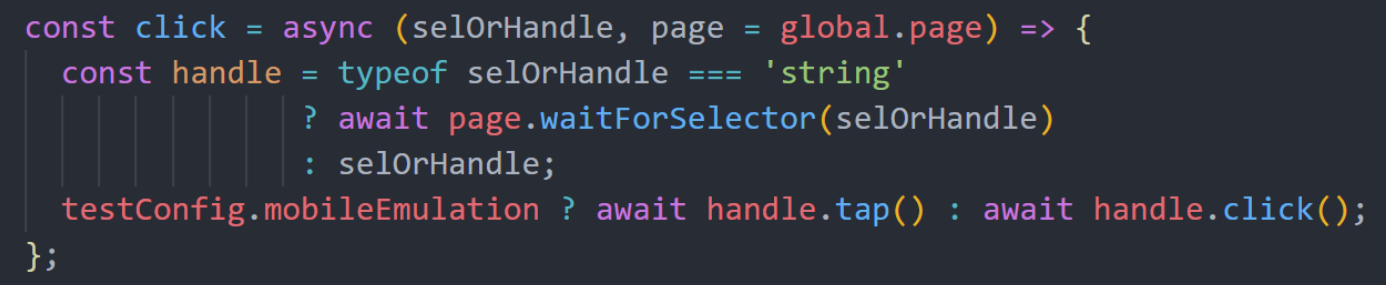 const click = async (selOrHandle, page = global.page) => {
  const handle = typeof selOrHandle === 'string'
               ? await page.waitForSelector(selOrHandle)
               : selOrHandle;
  testConfig.mobileEmulation ? await handle.tap() : await handle.click();
};